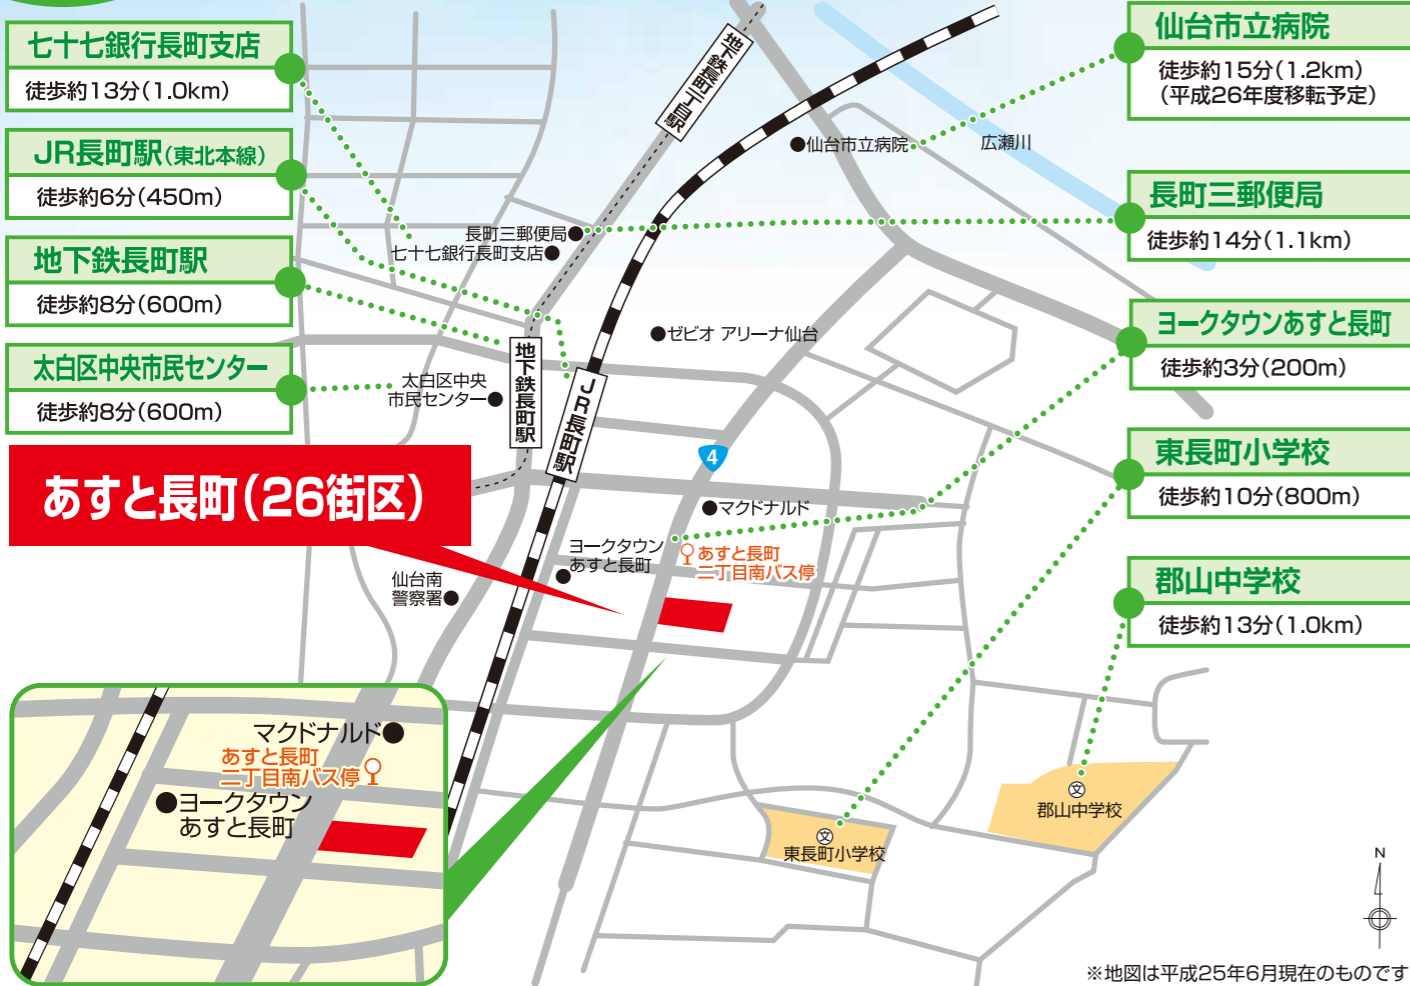 七十七銀行長町支店
徒歩約13分(1.0km)
JR長町駅(東北本線)
徒歩約6分(450m)
地下鉄長町駅
徒歩約8分(600m)
太白区中央市民センター
徒歩約8分(600m)
あすと長町(26街区)
仙台市立病院
徒歩約15分(1.2km)
(平成26年度移転予定)
長町三郵便局
徒歩約14分(1.1km)
ヨークタウンあすと長町
徒歩約3分(200m)
東長町小学校
徒歩約10分(800m)
郡山中学校
徒歩約13分(1.0km)
地下鉄長町一丁目駅
仙台市立病院
広瀬川
長町三郵便局
七十七銀行長町支店
ゼビオ アリーナ仙台
地下鉄長町駅
JR長町駅
太白区中央
市民センター
4
マクドナルド
ヨークタウン
あすと長町
あすと長町
二丁目南バス停
仙台南
警察署
マクドナルド
あすと長町
二丁目南バス停
ヨークタウン
あすと長町
文
郡山中学校
文
東長町小学校
N
※地図は平成25年6月現在のものです